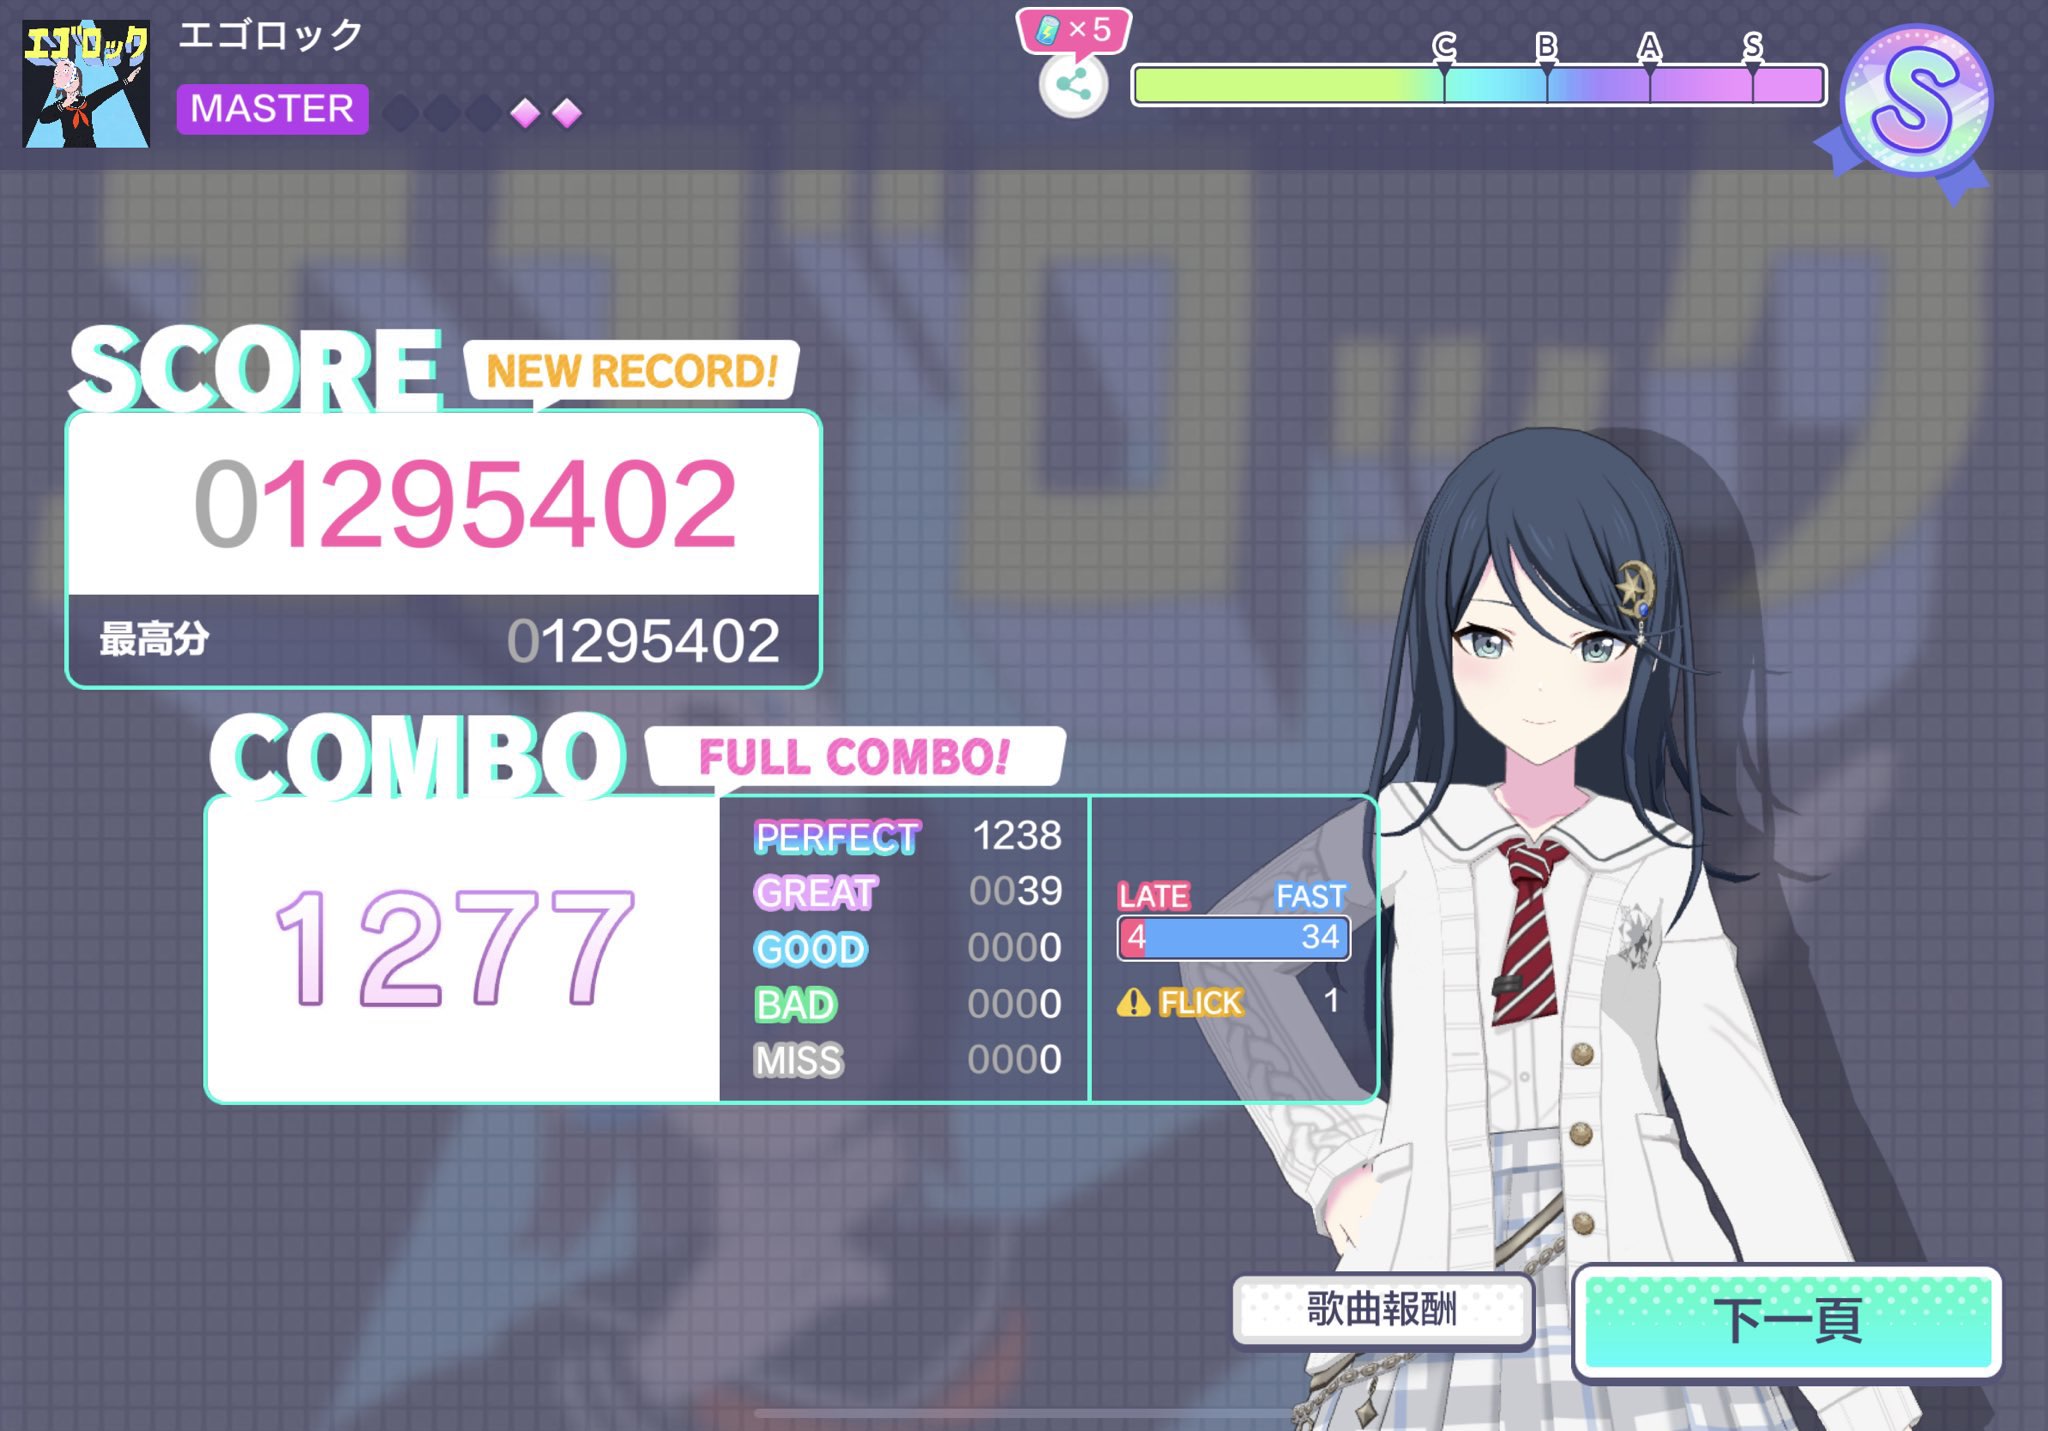 エゴロック
エゴロック
MASTER
×5
C B A S
S
SCORE
NEW RECORD!
01295402
最高分 01295402
COMBO
FULL COMBO!
1277
PERFECT 1238
GREAT 0039
GOOD 0000
BAD 0000
MISS 0000
LATE FAST
4 34
FLICK 1
歌曲報酬
下一頁